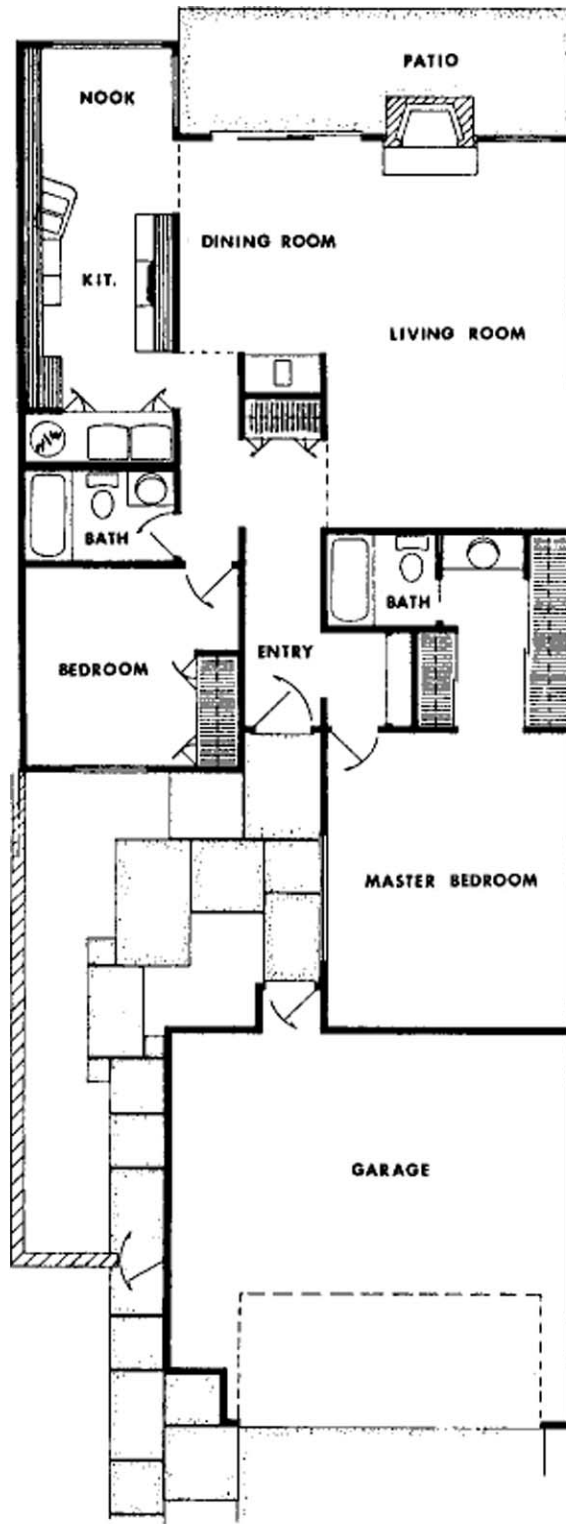 PATIO
NOOK
DINING ROOM
KIT.
LIVING ROOM
BATH
BATH
ENTRY
BEDROOM
MASTER BEDROOM
GARAGE